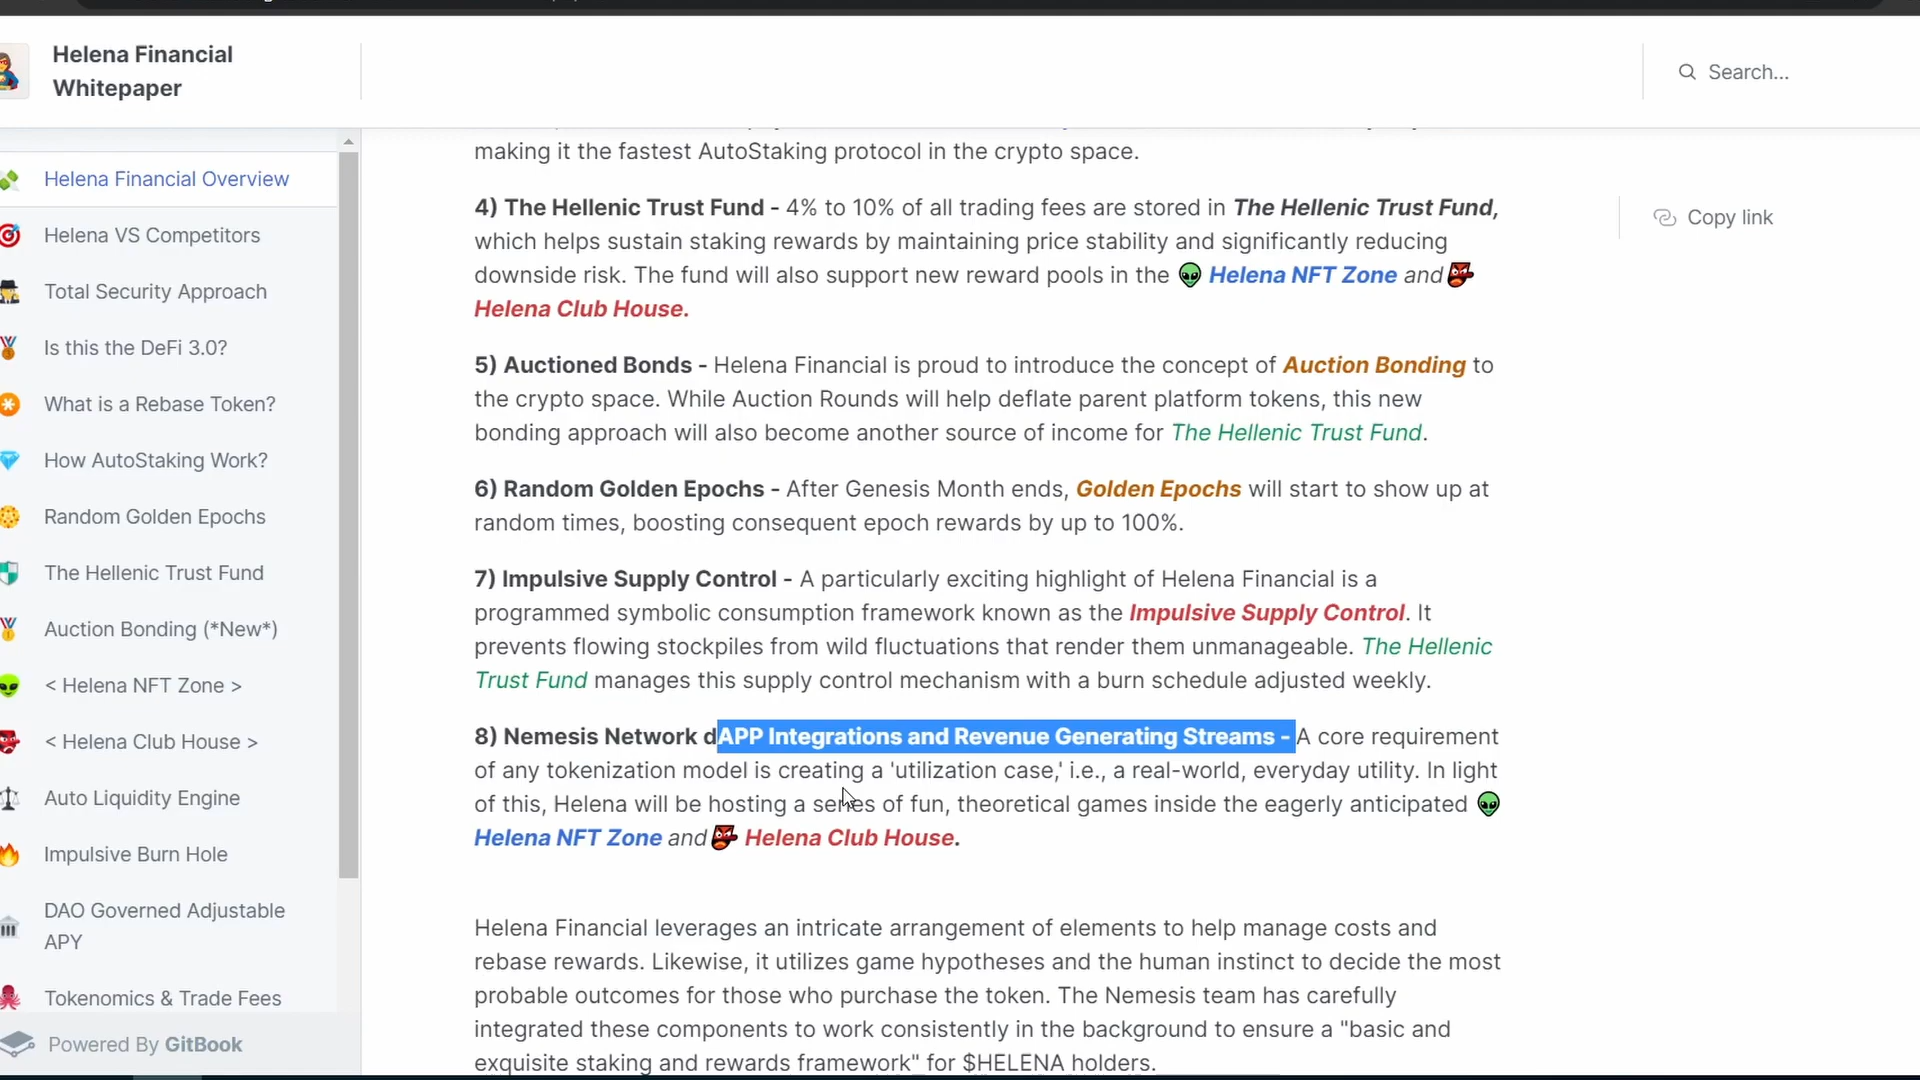 Helena Financial
Whitepaper
Search...
Helena Financial Overview
Helena VS Competitors
Total Security Approach
Is this the DeFi 3.0?
What is a Rebase Token?
How AutoStaking Work?
Random Golden Epochs
The Hellenic Trust Fund
Auction Bonding (*New*)
< Helena NFT Zone >
< Helena Club House >
Auto Liquidity Engine
Impulsive Burn Hole
DAO Governed Adjustable
APY
Tokenomics & Trade Fees
Powered By GitBook
making it the fastest AutoStaking protocol in the crypto space.
4) The Hellenic Trust Fund - 4% to 10% of all trading fees are stored in The Hellenic Trust Fund,
which helps sustain staking rewards by maintaining price stability and significantly reducing
downside risk. The fund will also support new reward pools in the 👽 Helena NFT Zone and👺
Helena Club House.
5) Auctioned Bonds - Helena Financial is proud to introduce the concept of Auction Bonding to
the crypto space. While Auction Rounds will help deflate parent platform tokens, this new
bonding approach will also become another source of income for The Hellenic Trust Fund.
6) Random Golden Epochs - After Genesis Month ends, Golden Epochs will start to show up at
random times, boosting consequent epoch rewards by up to 100%.
7) Impulsive Supply Control - A particularly exciting highlight of Helena Financial is a
programmed symbolic consumption framework known as the Impulsive Supply Control. It
prevents flowing stockpiles from wild fluctuations that render them unmanageable. The Hellenic
Trust Fund manages this supply control mechanism with a burn schedule adjusted weekly.
8) Nemesis Network dAPP Integrations and Revenue Generating Streams - A core requirement
of any tokenization model is creating a 'utilization case,' i.e., a real-world, everyday utility. In light
of this, Helena will be hosting a series of fun, theoretical games inside the eagerly anticipated 👽
Helena NFT Zone and👺 Helena Club House.
Helena Financial leverages an intricate arrangement of elements to help manage costs and
rebase rewards. Likewise, it utilizes game hypotheses and the human instinct to decide the most
probable outcomes for those who purchase the token. The Nemesis team has carefully
integrated these components to work consistently in the background to ensure a "basic and
exquisite staking and rewards framework" for $HELENA holders.
Copy link